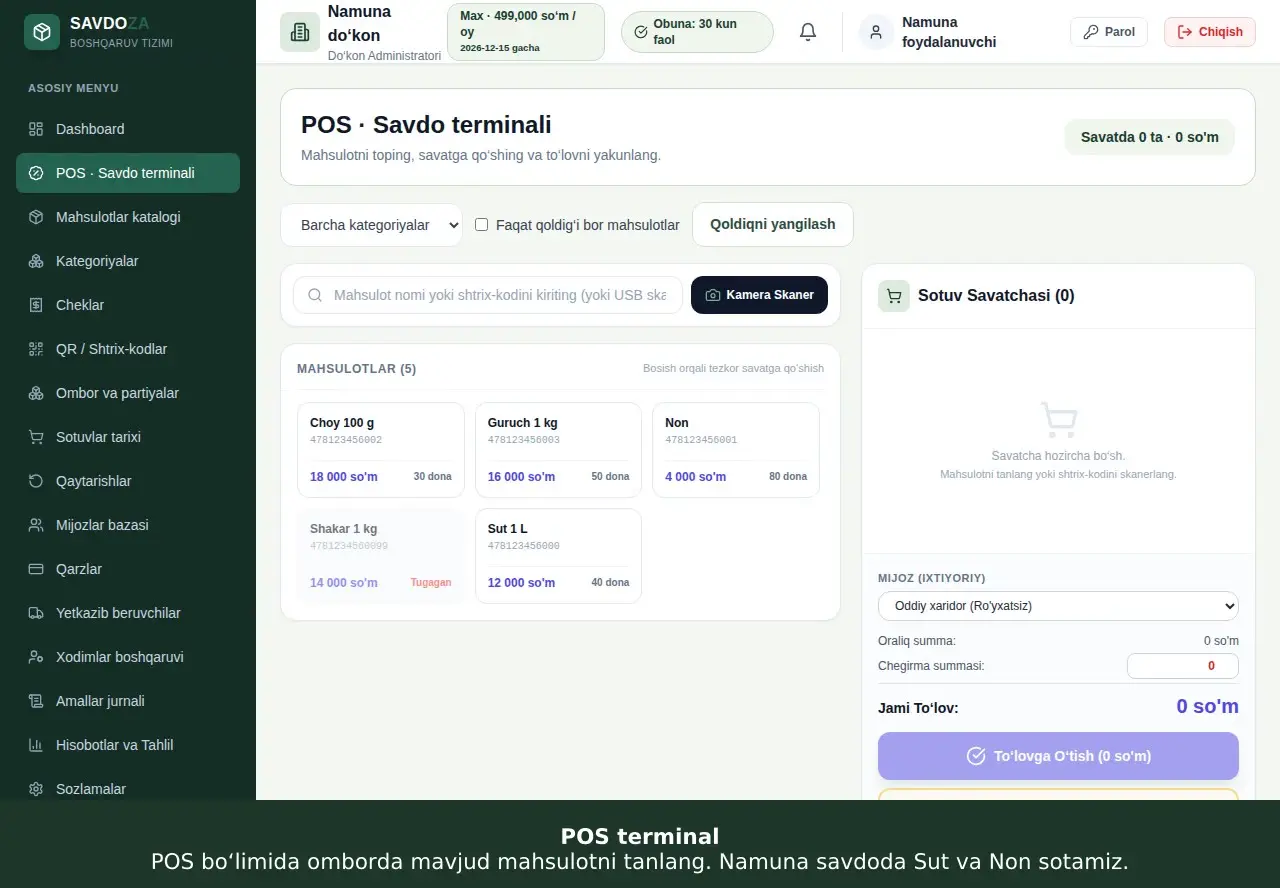 SAVDOZA
BOSHQARUV TIZIMI
ASOSIY MENYU
Dashboard
POS · Savdo terminali
Mahsulotlar katalogi
Kategoriyalar
Cheklar
QR / Shtrix-kodlar
Ombor va partiyalar
Sotuvlar tarixi
Qaytarishlar
Mijozlar bazasi
Qarzlar
Yetkazib beruvchilar
Xodimlar boshqaruvi
Amallar jurnali
Hisobotlar va Tahlil
Sozlamalar
Namuna
do‘kon
Do‘kon Administratori
Max · 499,000 so‘m /
oy
2026-12-15 gacha
Obuna: 30 kun
faol
Namuna
foydalanuvchi
Parol
Chiqish
POS · Savdo terminali
Mahsulotni toping, savatga qo‘shing va to‘lovni yakunlang.
Savatda 0 ta · 0 so'm
Barcha kategoriyalar
Faqat qoldig‘i bor mahsulotlar
Qoldiqni yangilash
Mahsulot nomi yoki shtrix-kodini kiriting (yoki USB ska
Kamera Skaner
MAHSULOTLAR (5)
Bosish orqali tezkor savatga qo‘shish
Choy 100 g
478123456002
18 000 so'm
30 dona
Guruch 1 kg
478123456003
16 000 so'm
50 dona
Non
478123456001
4 000 so'm
80 dona
Shakar 1 kg
4781234560099
14 000 so'm
Tugagan
Sut 1 L
478123456000
12 000 so'm
40 dona
Sotuv Savatchasi (0)
Savatcha hozircha bo‘sh.
Mahsulotni tanlang yoki shtrix-kodini skanerlang.
MIJOZ (IXTIYORIY)
Oddiy xaridor (Ro'yxatsiz)
Oraliq summa:
0 so'm
Chegirma summasi:
0
Jami To‘lov:
0 so'm
To‘lovga O‘tish (0 so'm)
POS terminal
POS bo‘limida omborda mavjud mahsulotni tanlang. Namuna savdoda Sut va Non sotamiz.